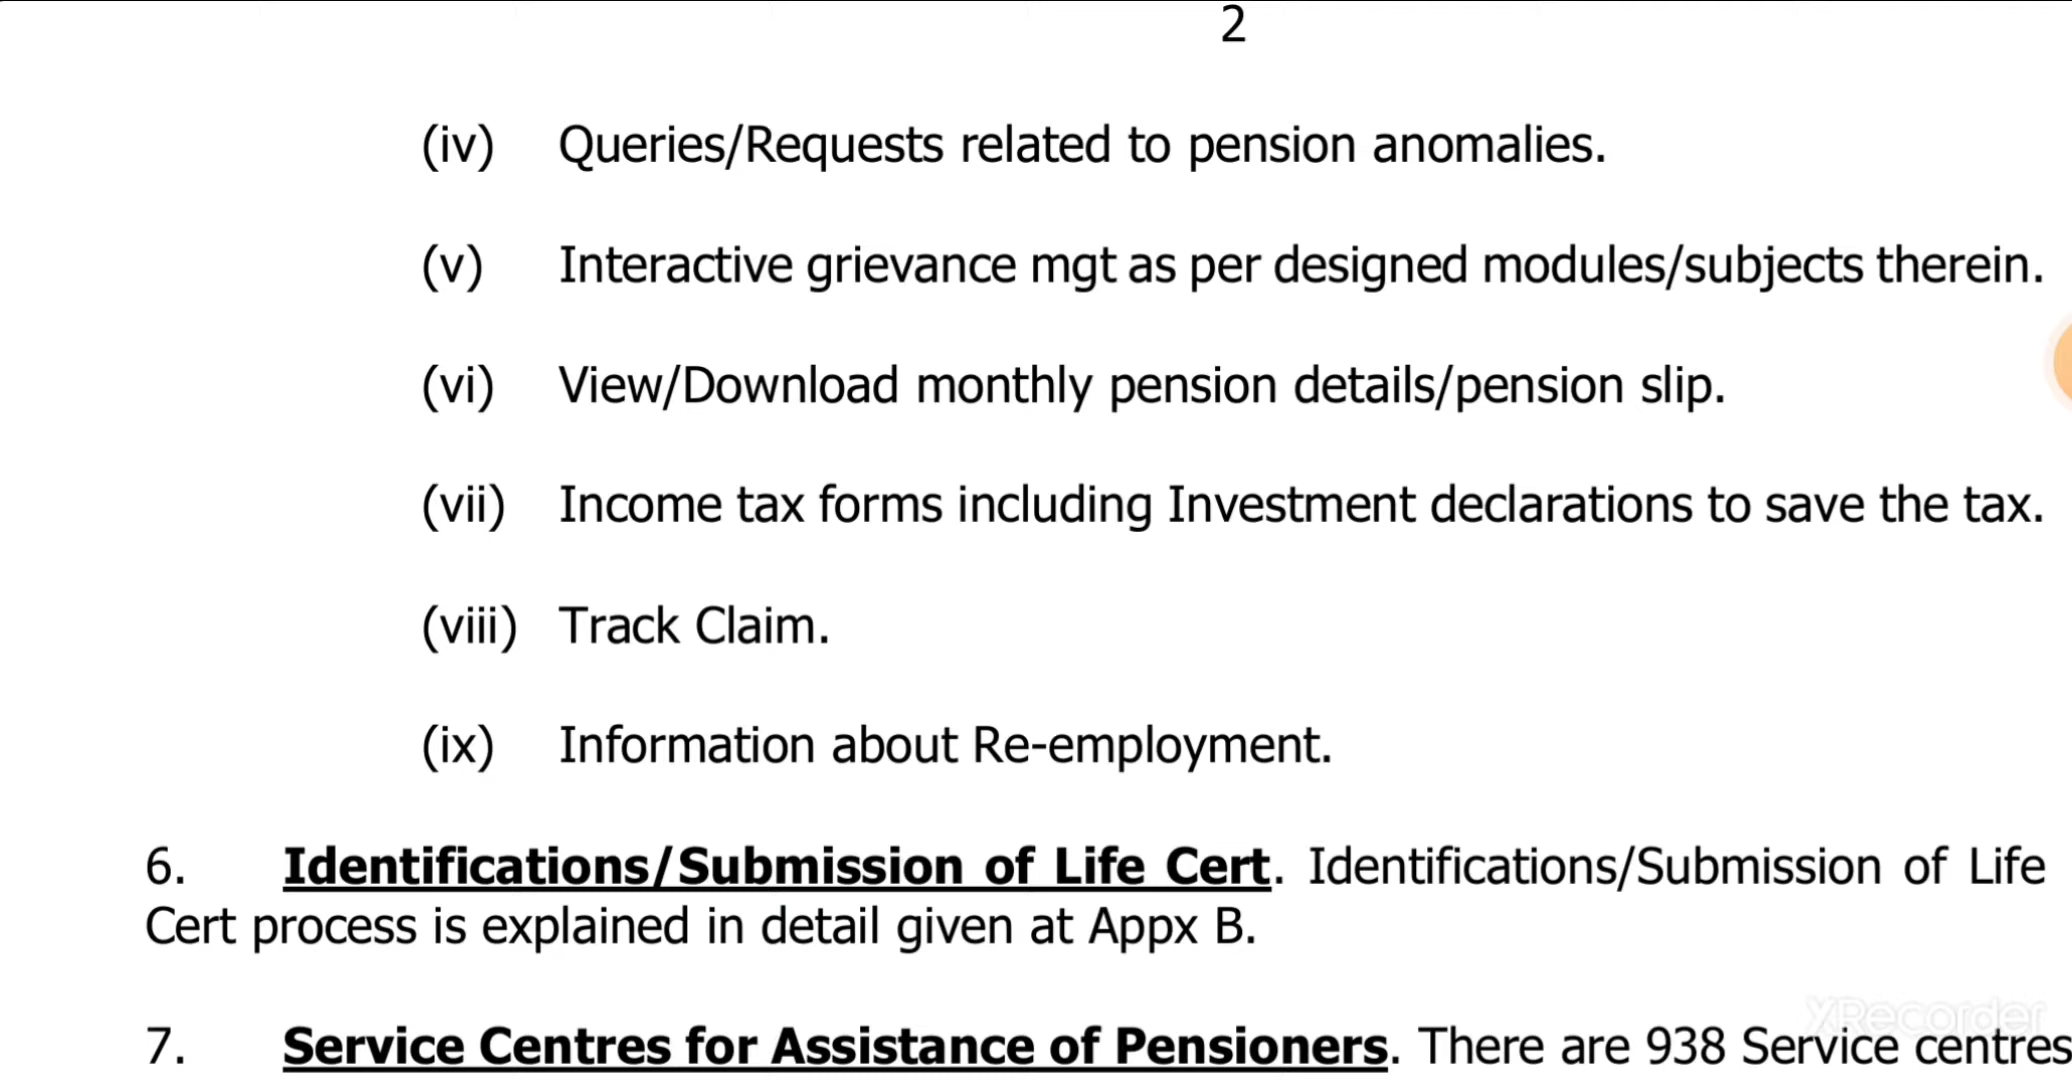 2
(iv) Queries/Requests related to pension anomalies.
(v) Interactive grievance mgt as per designed modules/subjects therein.
(vi) View/Download monthly pension details/pension slip.
(vii) Income tax forms including Investment declarations to save the tax.
(viii) Track Claim.
(ix) Information about Re-employment.
6. Identifications/Submission of Life Cert. Identifications/Submission of Life
Cert process is explained in detail given at Appx B.
XRecorder
7. Service Centres for Assistance of Pensioners. There are 938 Service centres